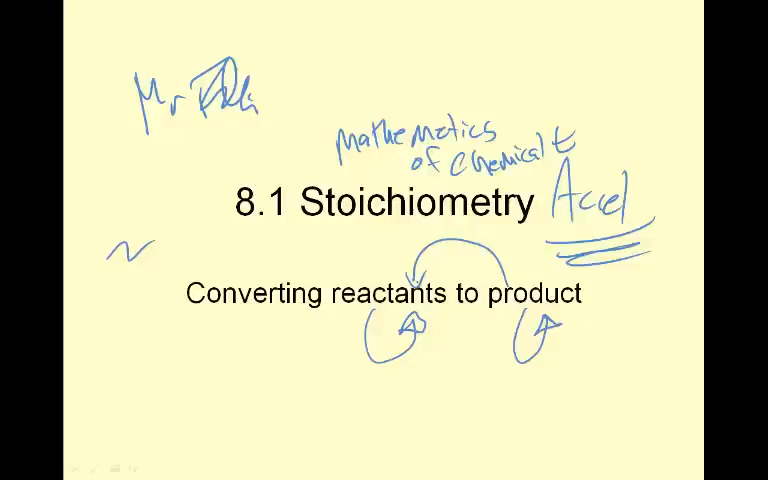 Mr
mathematics
of Chemical
8.1 Stoichiometry Accel
Converting reactants to product